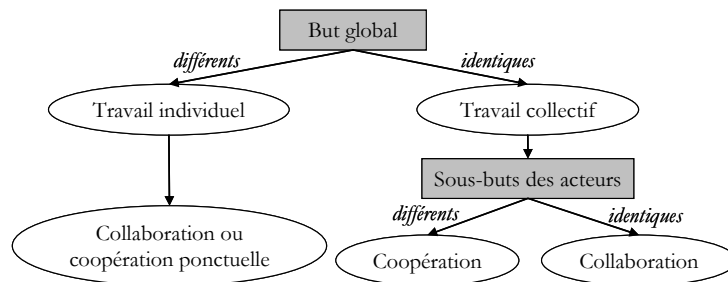 But global
différents
identiques
Travail individuel
Travail collectif
Sous-buts des acteurs
différents
identiques
Collaboration ou
coopération ponctuelle
Coopération
Collaboration